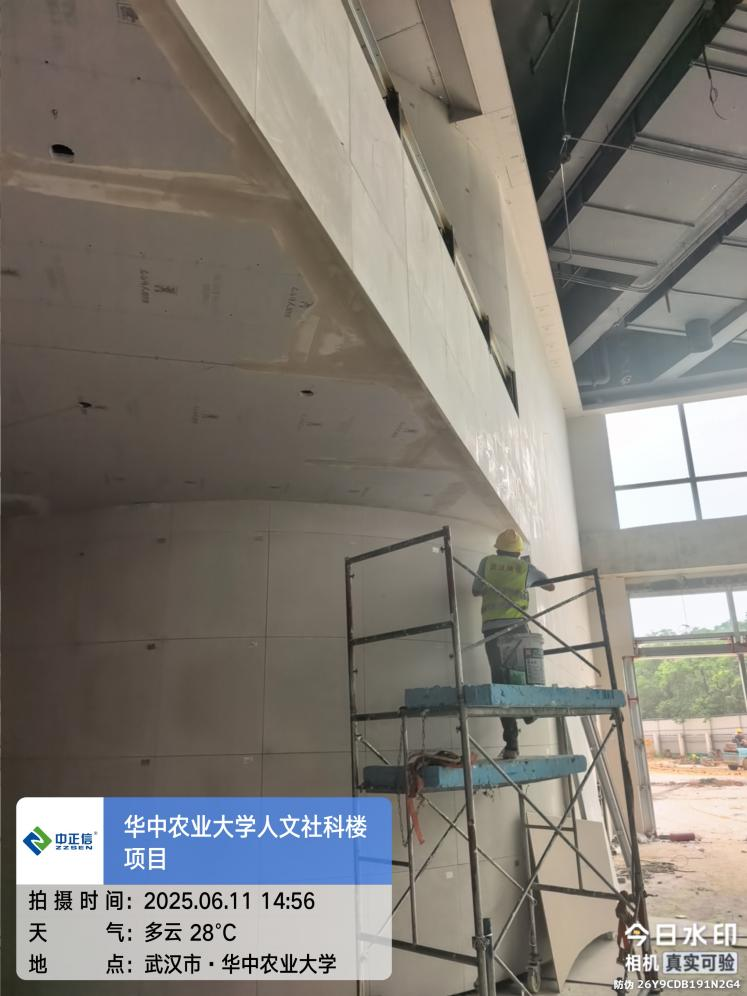 中正信
ZZSEN
华中农业大学人文社科楼
项目
拍摄时间：2025.06.11 14:56
天气：多云 28°C
地点：武汉市·华中农业大学
今日水印
相机 真实可验
防伪 26Y9CDB191N2G4